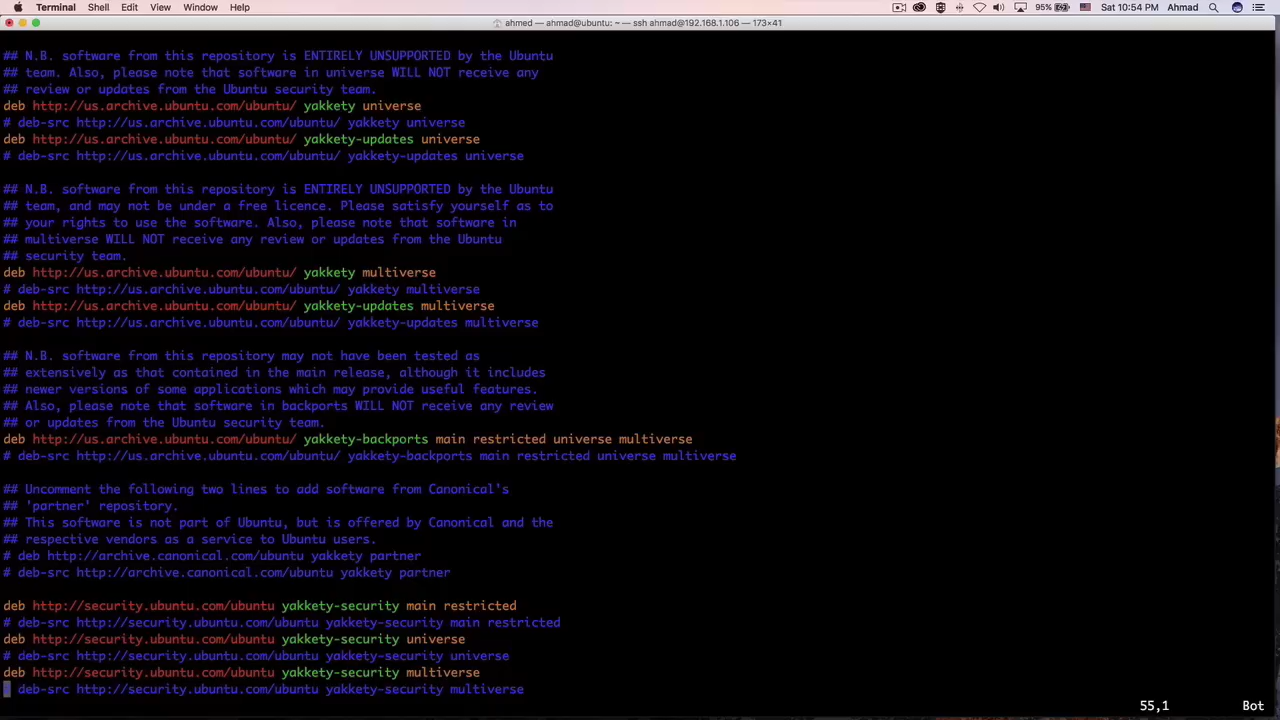 Terminal Shell Edit View Window Help 95% Sat 10:54 PM Ahmad
ahmed — ahmad@ubuntu: ~ — ssh ahmad@192.168.1.106 — 173×41
## N.B. software from this repository is ENTIRELY UNSUPPORTED by the Ubuntu
## team. Also, please note that software in universe WILL NOT receive any
## review or updates from the Ubuntu security team.
deb http://us.archive.ubuntu.com/ubuntu/ yakkety universe
# deb-src http://us.archive.ubuntu.com/ubuntu/ yakkety universe
deb http://us.archive.ubuntu.com/ubuntu/ yakkety-updates universe
# deb-src http://us.archive.ubuntu.com/ubuntu/ yakkety-updates universe
## N.B. software from this repository is ENTIRELY UNSUPPORTED by the Ubuntu
## team, and may not be under a free licence. Please satisfy yourself as to
## your rights to use the software. Also, please note that software in
## multiverse WILL NOT receive any review or updates from the Ubuntu
## security team.
deb http://us.archive.ubuntu.com/ubuntu/ yakkety multiverse
# deb-src http://us.archive.ubuntu.com/ubuntu/ yakkety multiverse
deb http://us.archive.ubuntu.com/ubuntu/ yakkety-updates multiverse
# deb-src http://us.archive.ubuntu.com/ubuntu/ yakkety-updates multiverse
## N.B. software from this repository may not have been tested as
## extensively as that contained in the main release, although it includes
## newer versions of some applications which may provide useful features.
## Also, please note that software in backports WILL NOT receive any review
## or updates from the Ubuntu security team.
deb http://us.archive.ubuntu.com/ubuntu/ yakkety-backports main restricted universe multiverse
# deb-src http://us.archive.ubuntu.com/ubuntu/ yakkety-backports main restricted universe multiverse
## Uncomment the following two lines to add software from Canonical's
## 'partner' repository.
## This software is not part of Ubuntu, but is offered by Canonical and the
## respective vendors as a service to Ubuntu users.
# deb http://archive.canonical.com/ubuntu yakkety partner
# deb-src http://archive.canonical.com/ubuntu yakkety partner
deb http://security.ubuntu.com/ubuntu yakkety-security main restricted
# deb-src http://security.ubuntu.com/ubuntu yakkety-security main restricted
deb http://security.ubuntu.com/ubuntu yakkety-security universe
# deb-src http://security.ubuntu.com/ubuntu yakkety-security universe
deb http://security.ubuntu.com/ubuntu yakkety-security multiverse
deb-src http://security.ubuntu.com/ubuntu yakkety-security multiverse
55,1 Bot